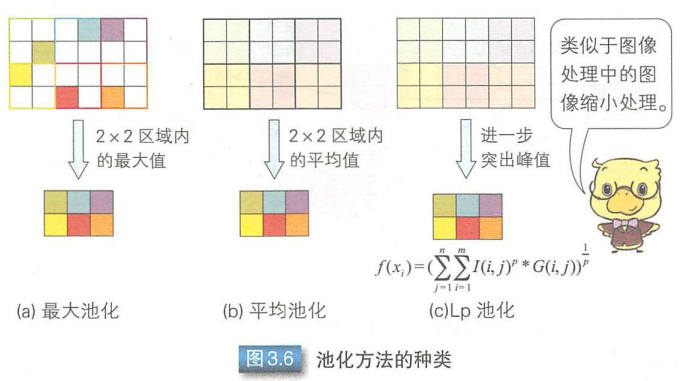 类似于图像
处理中的图
像缩小处理。
2×2 区域内
的最大值
2×2 区域内
的平均值
进一步
突出峰值
f(x_i)=(∑_{j=1}^{n}∑_{i=1}^{m}I(i,j)^p*G(i,j))^{1/p}
(a) 最大池化
(b) 平均池化
(c)Lp 池化
图3.6 池化方法的种类